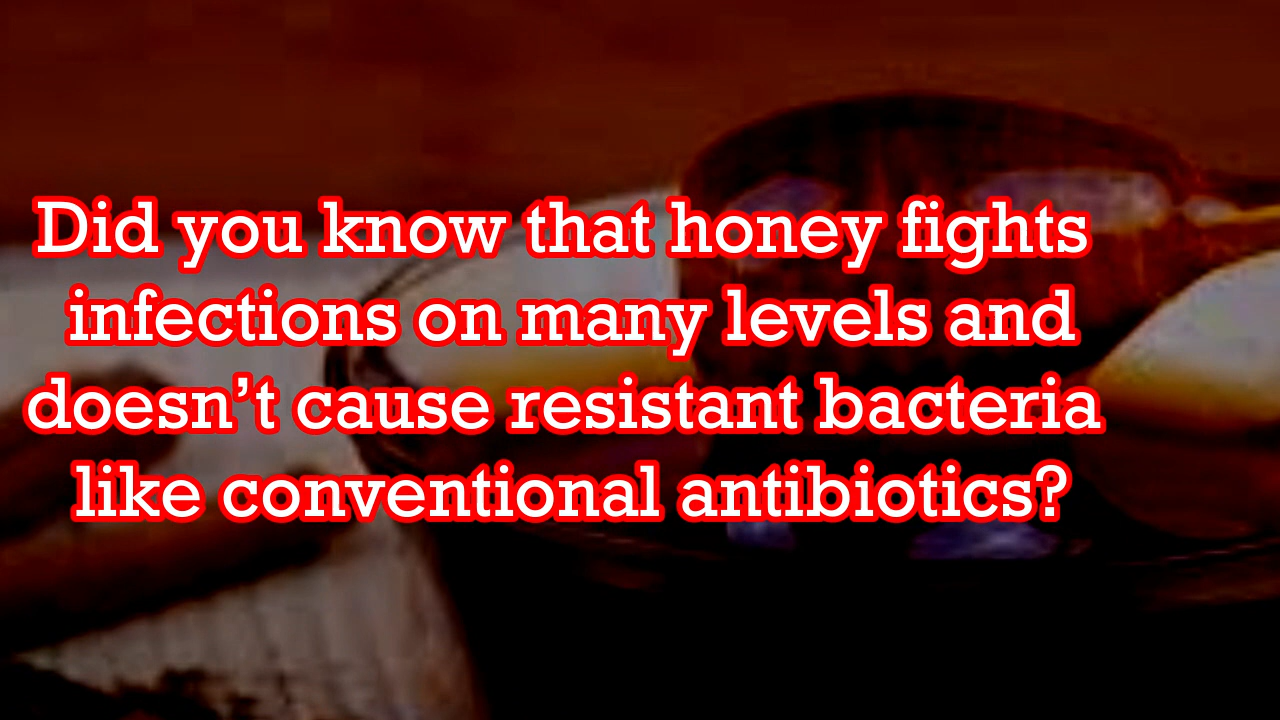 Did you know that honey fights
infections on many levels and
doesn’t cause resistant bacteria
like conventional antibiotics?